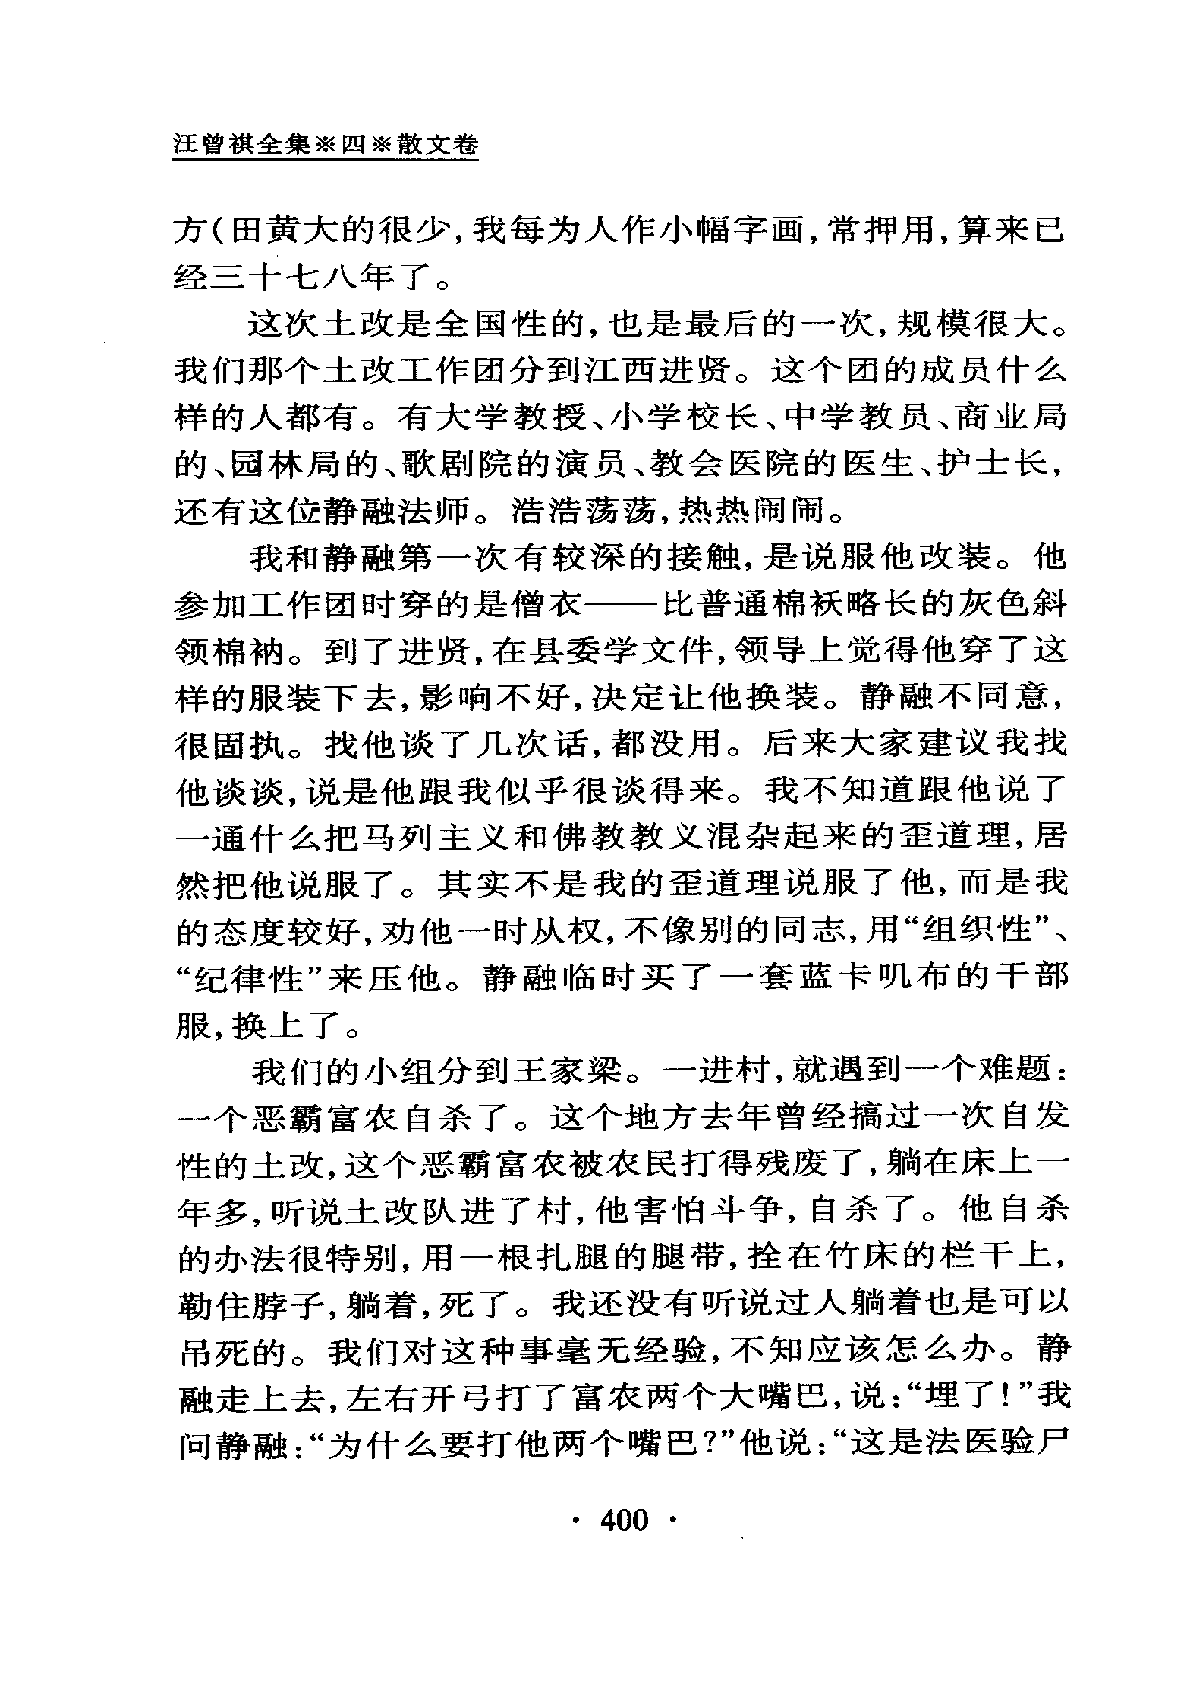 汪曾祺全集※四※散文卷
方(田黄大的很少,我每为人作小幅字画,常押用,算来已
经三十七八年了。
这次土改是全国性的,也是最后的一次,规模很大。
我们那个土改工作团分到江西进贤。这个团的成员什么
样的人都有。有大学教授、小学校长、中学教员、商业局
的、园林局的、歌剧院的演员、教会医院的医生、护士长,
还有这位静融法师。浩浩荡荡,热热闹闹。
我和静融第一次有较深的接触,是说服他改装。他
参加工作团时穿的是僧衣——比普通棉袄略长的灰色斜
领棉衲。到了进贤,在县委学文件,领导上觉得他穿了这
样的服装下去,影响不好,决定让他换装。静融不同意,
很固执。找他谈了几次话,都没用。后来大家建议我找
他谈谈,说是他跟我似乎很谈得来。我不知道跟他说了
一通什么把马列主义和佛教教义混杂起来的歪道理,居
然把他说服了。其实不是我的歪道理说服了他,而是我
的态度较好,劝他一时从权,不像别的同志,用“组织性”、
“纪律性”来压他。静融临时买了一套蓝卡叽布的干部
服,换上了。
我们的小组分到王家梁。一进村,就遇到一个难题:
一个恶霸富农自杀了。这个地方去年曾经搞过一次自发
性的土改,这个恶霸富农被农民打得残废了,躺在床上一
年多,听说土改队进了村,他害怕斗争,自杀了。他自杀
的办法很特别,用一根扎腿的腿带,拴在竹床的栏干上,
勒住脖子,躺着,死了。我还没有听说过人躺着也是可以
吊死的。我们对这种事毫无经验,不知应该怎么办。静
融走上去,左右开弓打了富农两个大嘴巴,说:“埋了!”我
问静融:“为什么要打他两个嘴巴?”他说:“这是法医验尸
· 400 ·